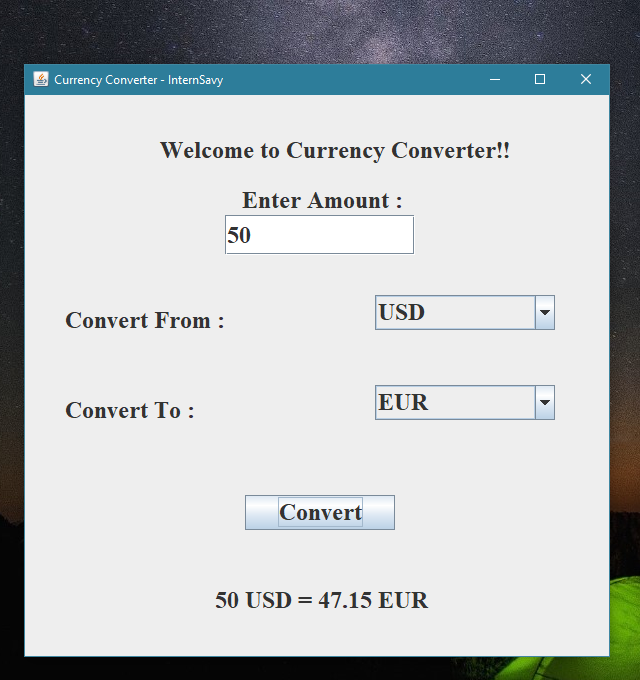 Currency Converter - InternSavy
Welcome to Currency Converter!!
Enter Amount :
50
Convert From :
USD
Convert To :
EUR
Convert
50 USD = 47.15 EUR